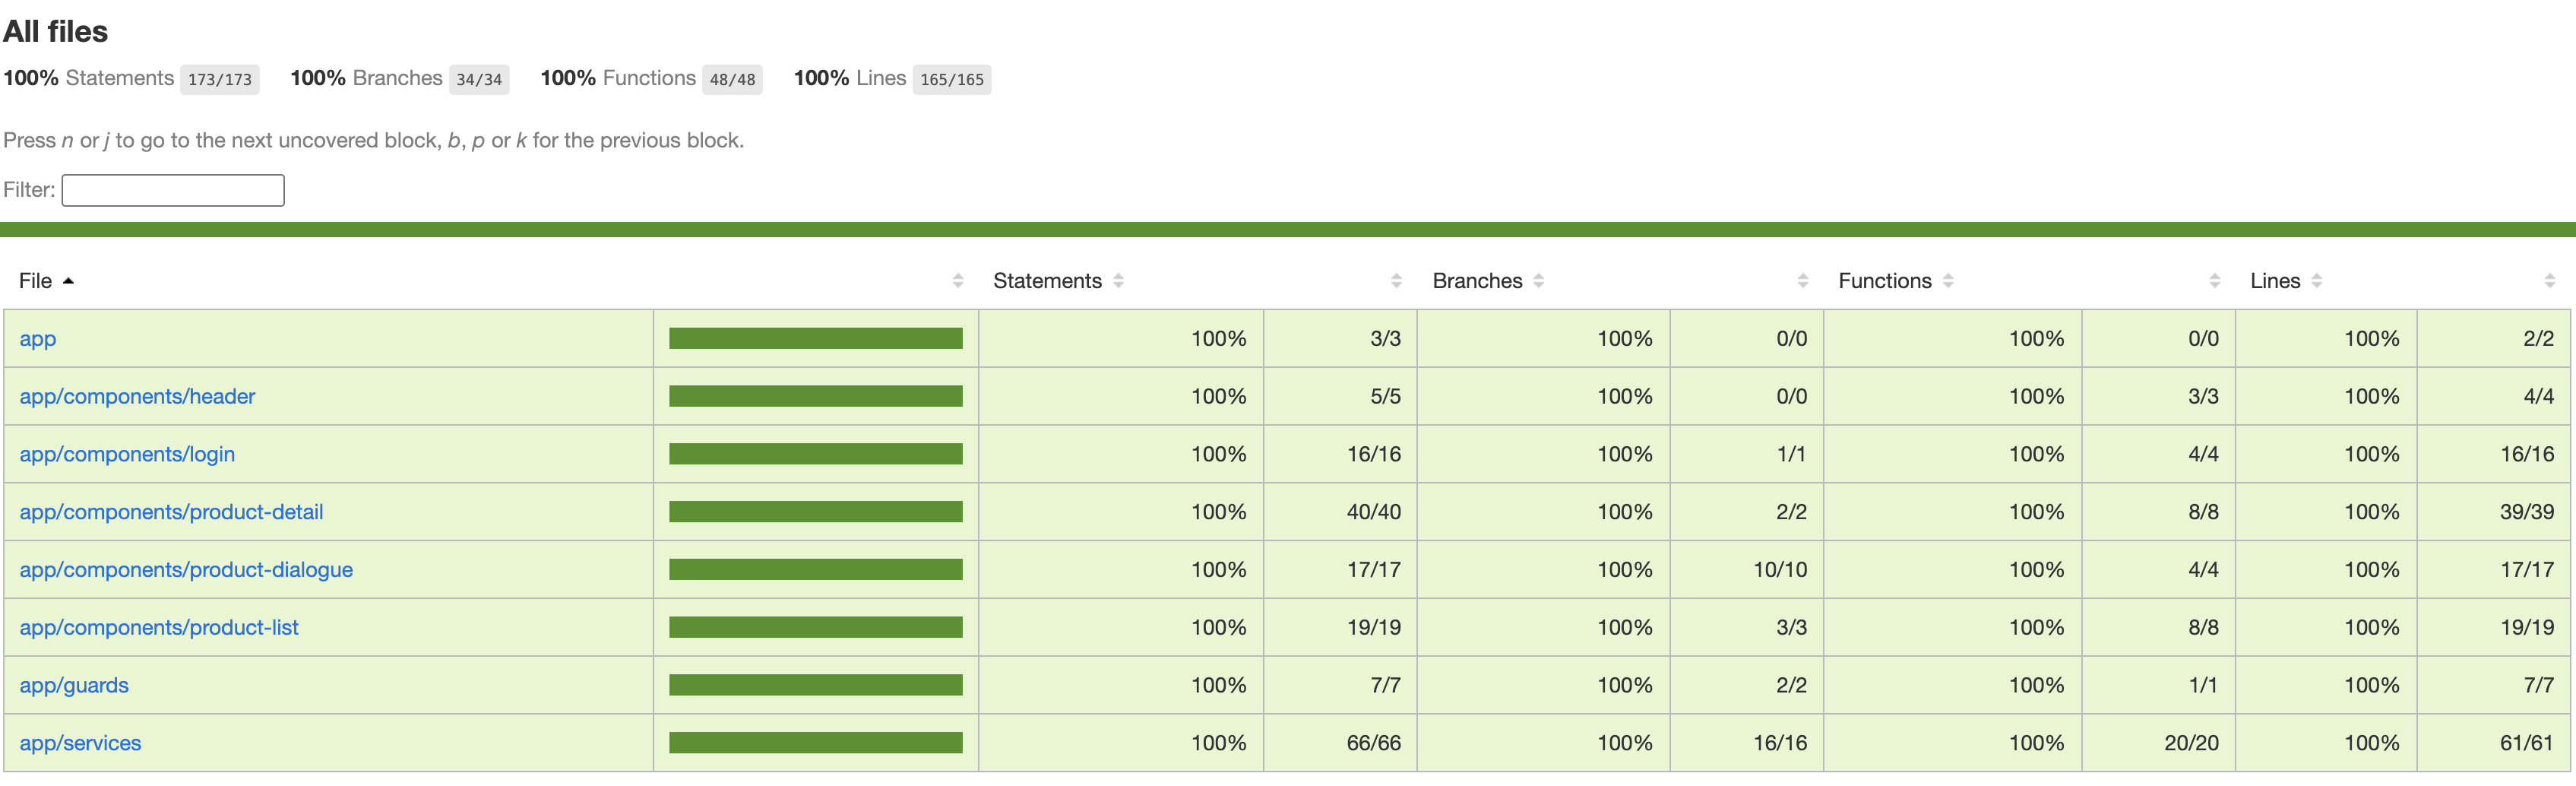 All files
100% Statements 173/173 100% Branches 34/34 100% Functions 48/48 100% Lines 165/165
Press n or j to go to the next uncovered block, b, p or k for the previous block.
Filter:
File Statements Branches Functions Lines
app 100% 3/3 100% 0/0 100% 0/0 100% 2/2
app/components/header 100% 5/5 100% 0/0 100% 3/3 100% 4/4
app/components/login 100% 16/16 100% 1/1 100% 4/4 100% 16/16
app/components/product-detail 100% 40/40 100% 2/2 100% 8/8 100% 39/39
app/components/product-dialogue 100% 17/17 100% 10/10 100% 4/4 100% 17/17
app/components/product-list 100% 19/19 100% 3/3 100% 8/8 100% 19/19
app/guards 100% 7/7 100% 2/2 100% 1/1 100% 7/7
app/services 100% 66/66 100% 16/16 100% 20/20 100% 61/61